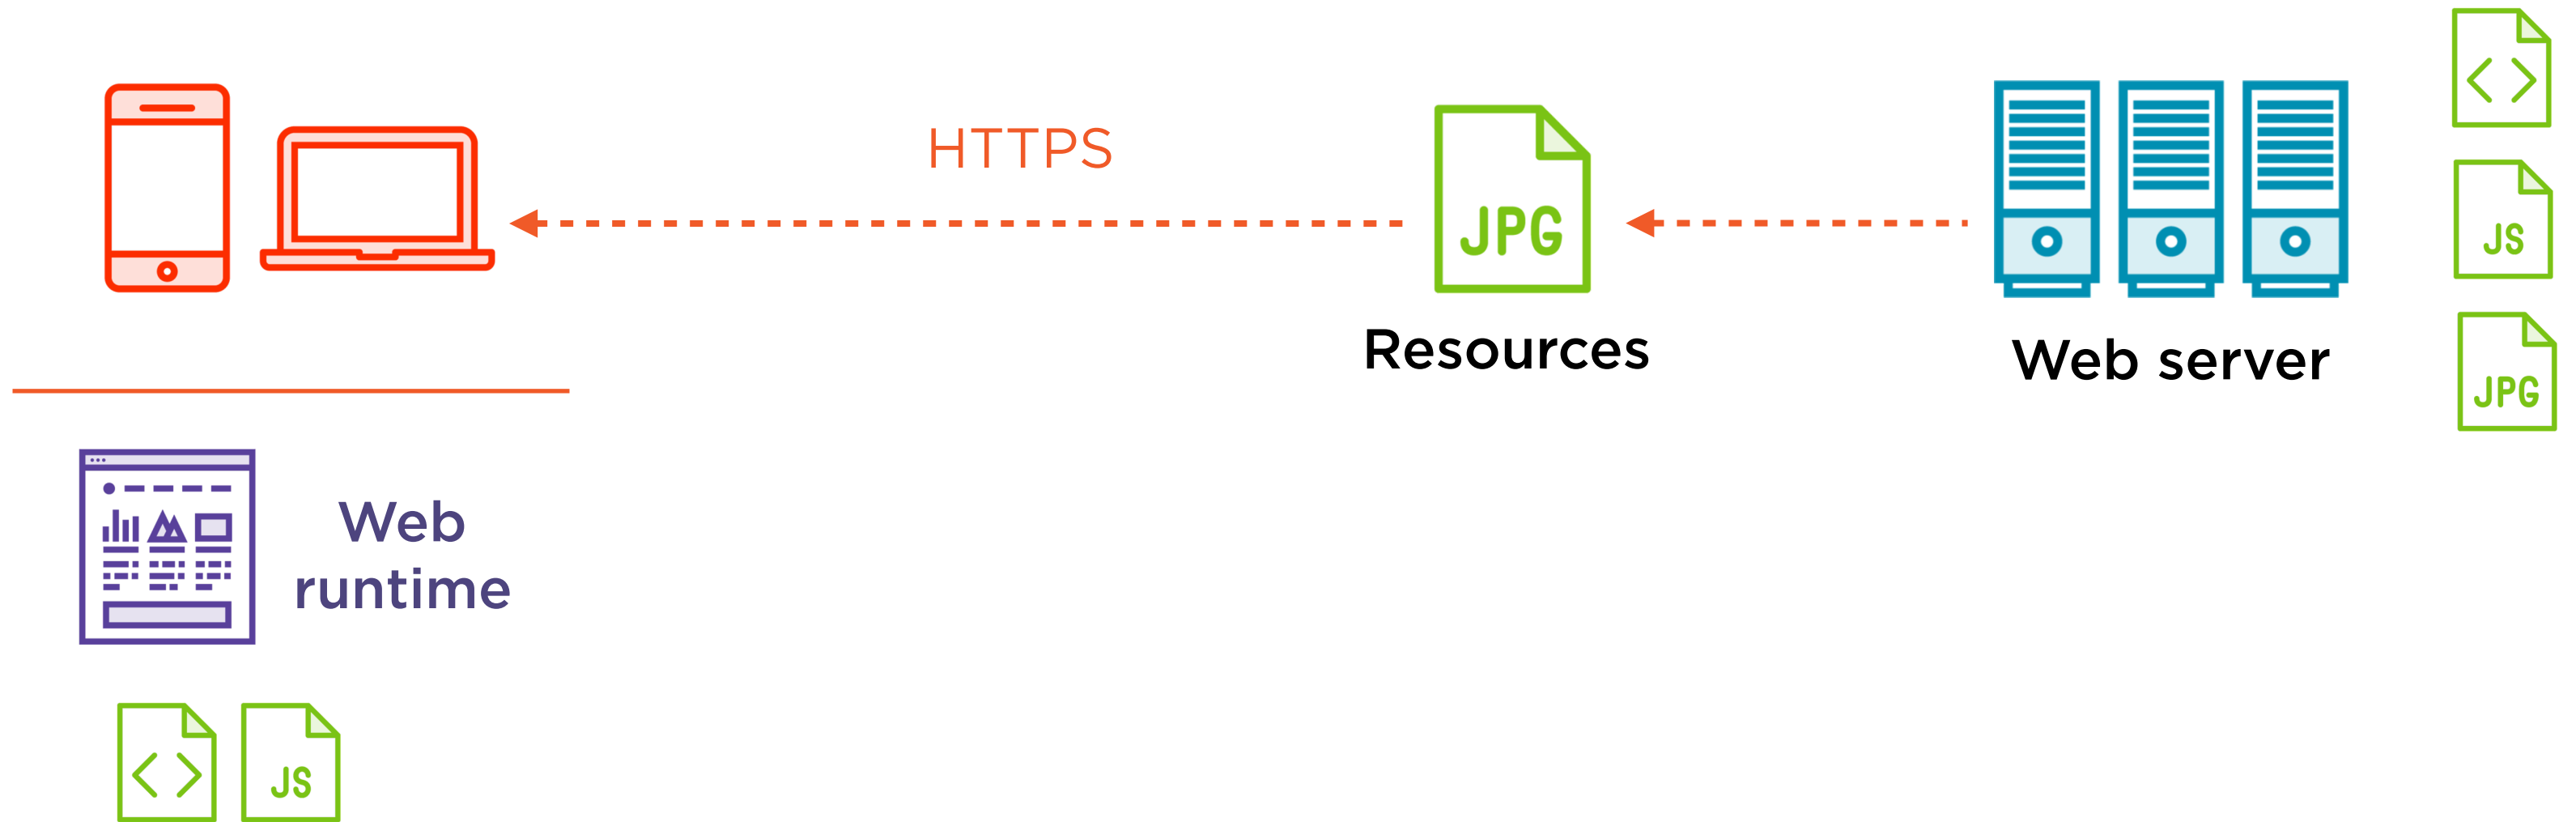 HTTPS
JPG
Resources
Web server
JS
JPG
Web
runtime
JS